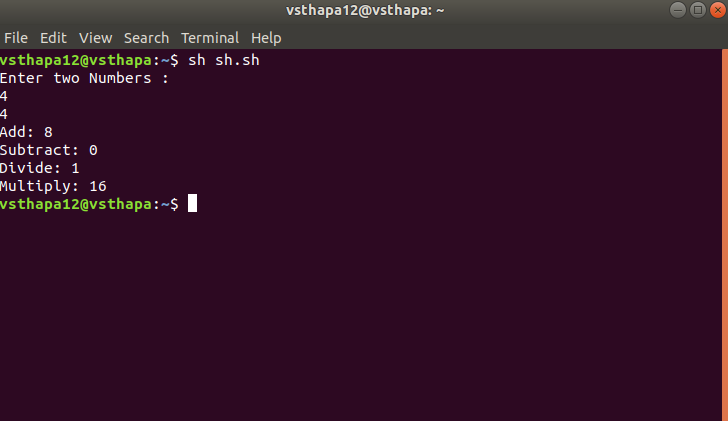 vsthapa12@vsthapa: ~
File Edit View Search Terminal Help
vsthapa12@vsthapa:~$ sh sh.sh
Enter two Numbers :
4
4
Add: 8
Subtract: 0
Divide: 1
Multiply: 16
vsthapa12@vsthapa:~$